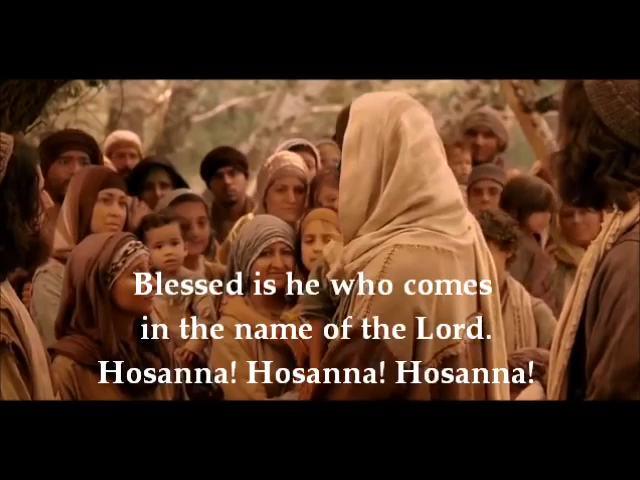 Blessed is he who comes
in the name of the Lord.
Hosanna! Hosanna! Hosanna!